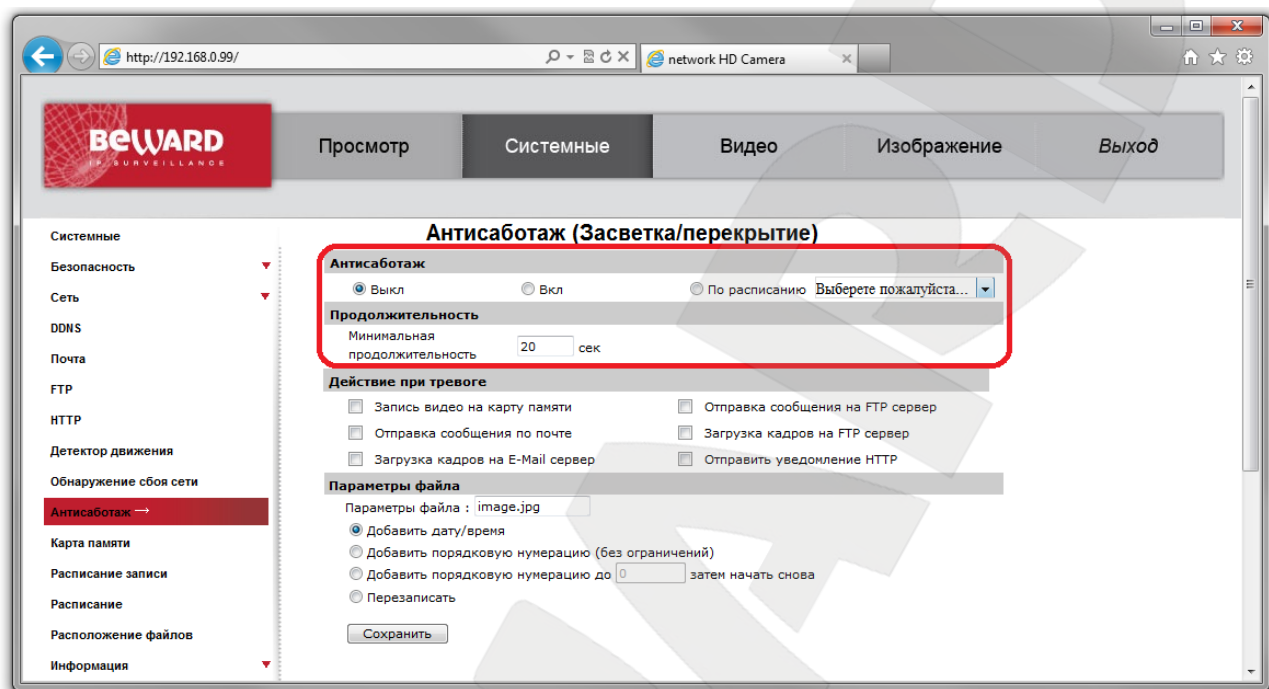 http://192.168.0.99/
network HD Camera
BEWARD
IP SURVEILLANCE
Просмотр
Системные
Видео
Изображение
Выход
Системные
Безопасность
Сеть
DDNS
Почта
FTP
HTTP
Детектор движения
Обнаружение сбоя сети
Антисаботаж →
Карта памяти
Расписание записи
Расписание
Расположение файлов
Информация
Антисаботаж (Засветка/перекрытие)
Антисаботаж
Выкл Вкл По расписанию Выберете пожалуйста...
Продолжительность
Минимальная
продолжительность 20 сек
Действие при тревоге
Запись видео на карту памяти Отправка сообщения на FTP сервер
Отправка сообщения по почте Загрузка кадров на FTP сервер
Загрузка кадров на E-Mail сервер Отправить уведомление HTTP
Параметры файла
Параметры файла : image.jpg
Добавить дату/время
Добавить порядковую нумерацию (без ограничений)
Добавить порядковую нумерацию до 0 затем начать снова
Перезаписать
Сохранить